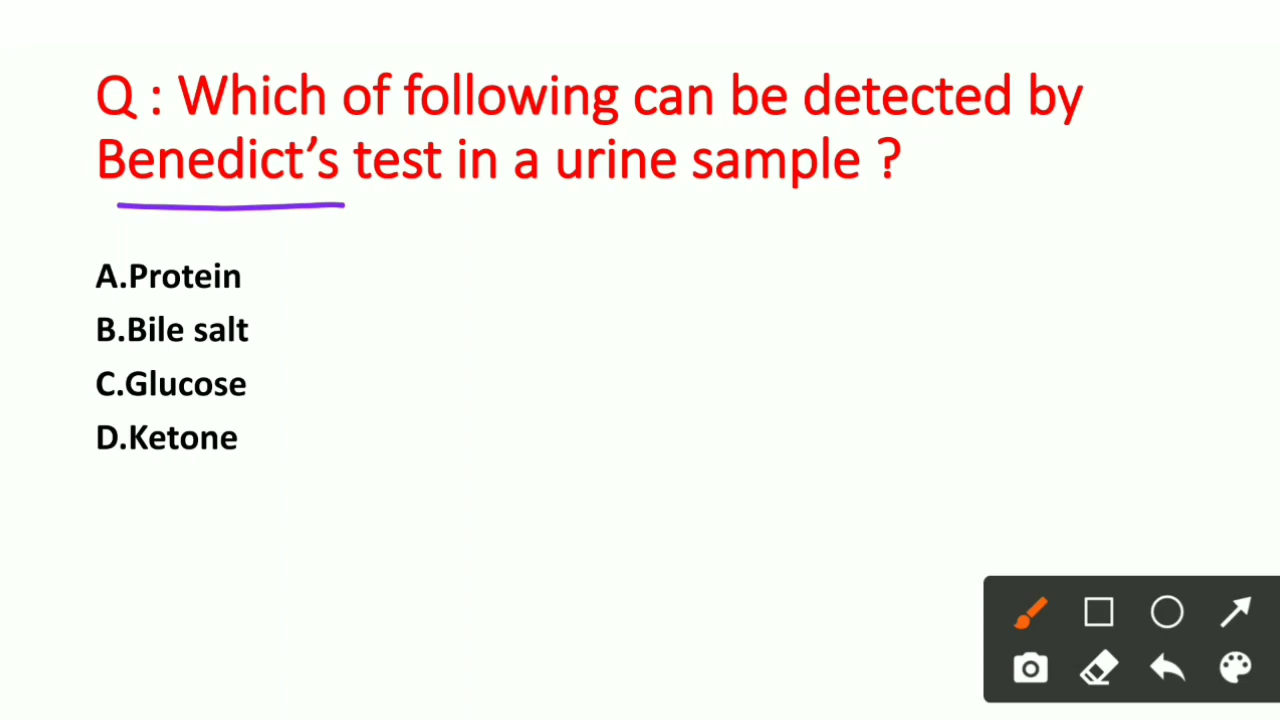 Q : Which of following can be detected by
Benedict’s test in a urine sample ?
A.Protein
B.Bile salt
C.Glucose
D.Ketone